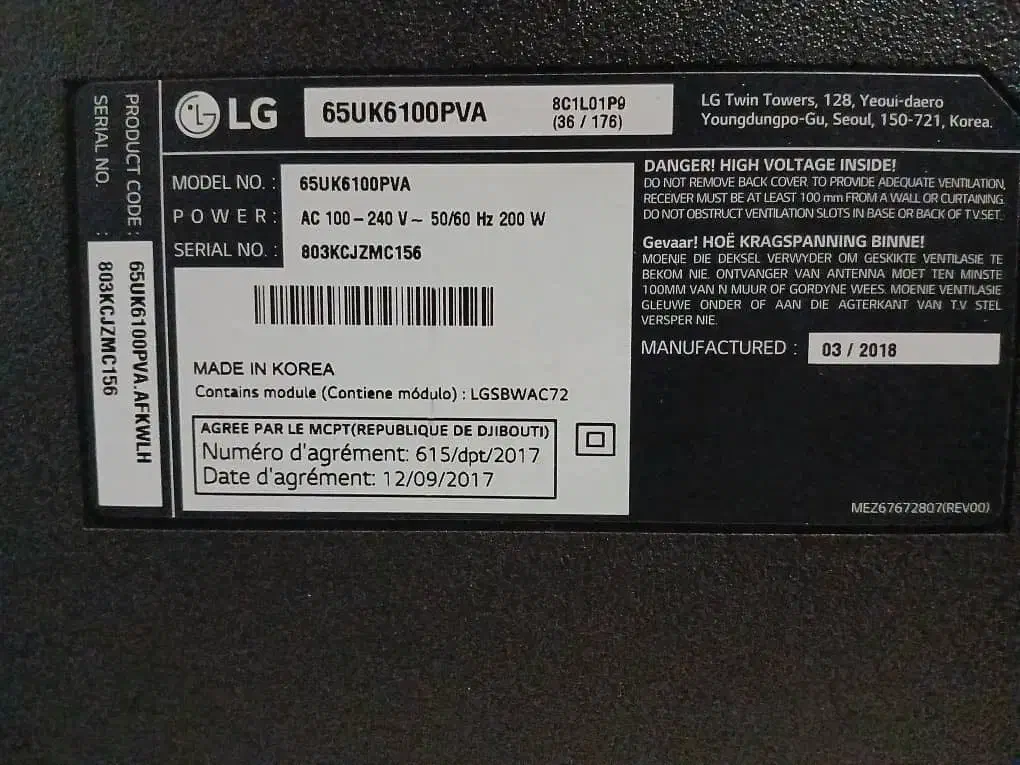 PRODUCT CODE : 65UK6100PVA.AFKWLH
SERIAL NO. : 803KCJZMC156
LG
65UK6100PVA
8C1L01P9
(36 / 176)
LG Twin Towers, 128, Yeoui-daero
Youngdungpo-Gu, Seoul, 150-721, Korea.
MODEL NO. : 65UK6100PVA
POWER : AC 100-240 V~ 50/60 Hz 200 W
SERIAL NO. : 803KCJZMC156
MADE IN KOREA
Contains module (Contiene módulo) : LGSBWAC72
AGREE PAR LE MCPT(REPUBLIQUE DE DJIBOUTI)
Numéro d'agrément: 615/dpt/2017
Date d'agrément: 12/09/2017
DANGER! HIGH VOLTAGE INSIDE!
DO NOT REMOVE BACK COVER. TO PROVIDE ADEQUATE VENTILATION,
RECEIVER MUST BE AT LEAST 100 mm FROM A WALL OR CURTAINING.
DO NOT OBSTRUCT VENTILATION SLOTS IN BASE OR BACK OF T.V.SET.
Gevaar! HOË KRAGSPANNING BINNE!
MOENIE DIE DEKSEL VERWYDER OM GESKIKTE VENTILASIE TE
BEKOM NIE. ONTVANGER VAN ANTENNA MOET TEN MINSTE
100MM VAN N MUUR OF GORDYNE WEES. MOENIE VENTILASIE
GLEUWE ONDER OF AAN DIE AGTERKANT VAN T.V STEL
VERSPER NIE.
MANUFACTURED : 03 / 2018
MEZ67672807(REV00)